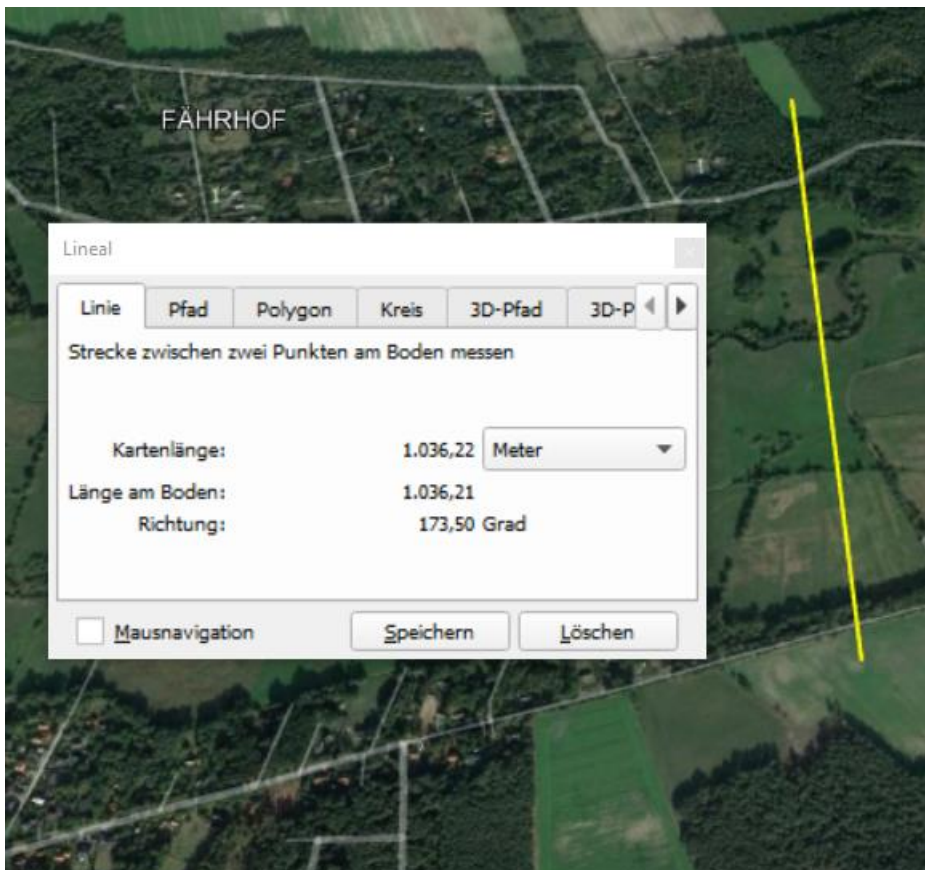 FÄHRHOF
Lineal
Linie Pfad Polygon Kreis 3D-Pfad 3D-P
Strecke zwischen zwei Punkten am Boden messen
Kartenlänge: 1.036,22 Meter
Länge am Boden: 1.036,21
Richtung: 173,50 Grad
Mausnavigation Speichern Löschen